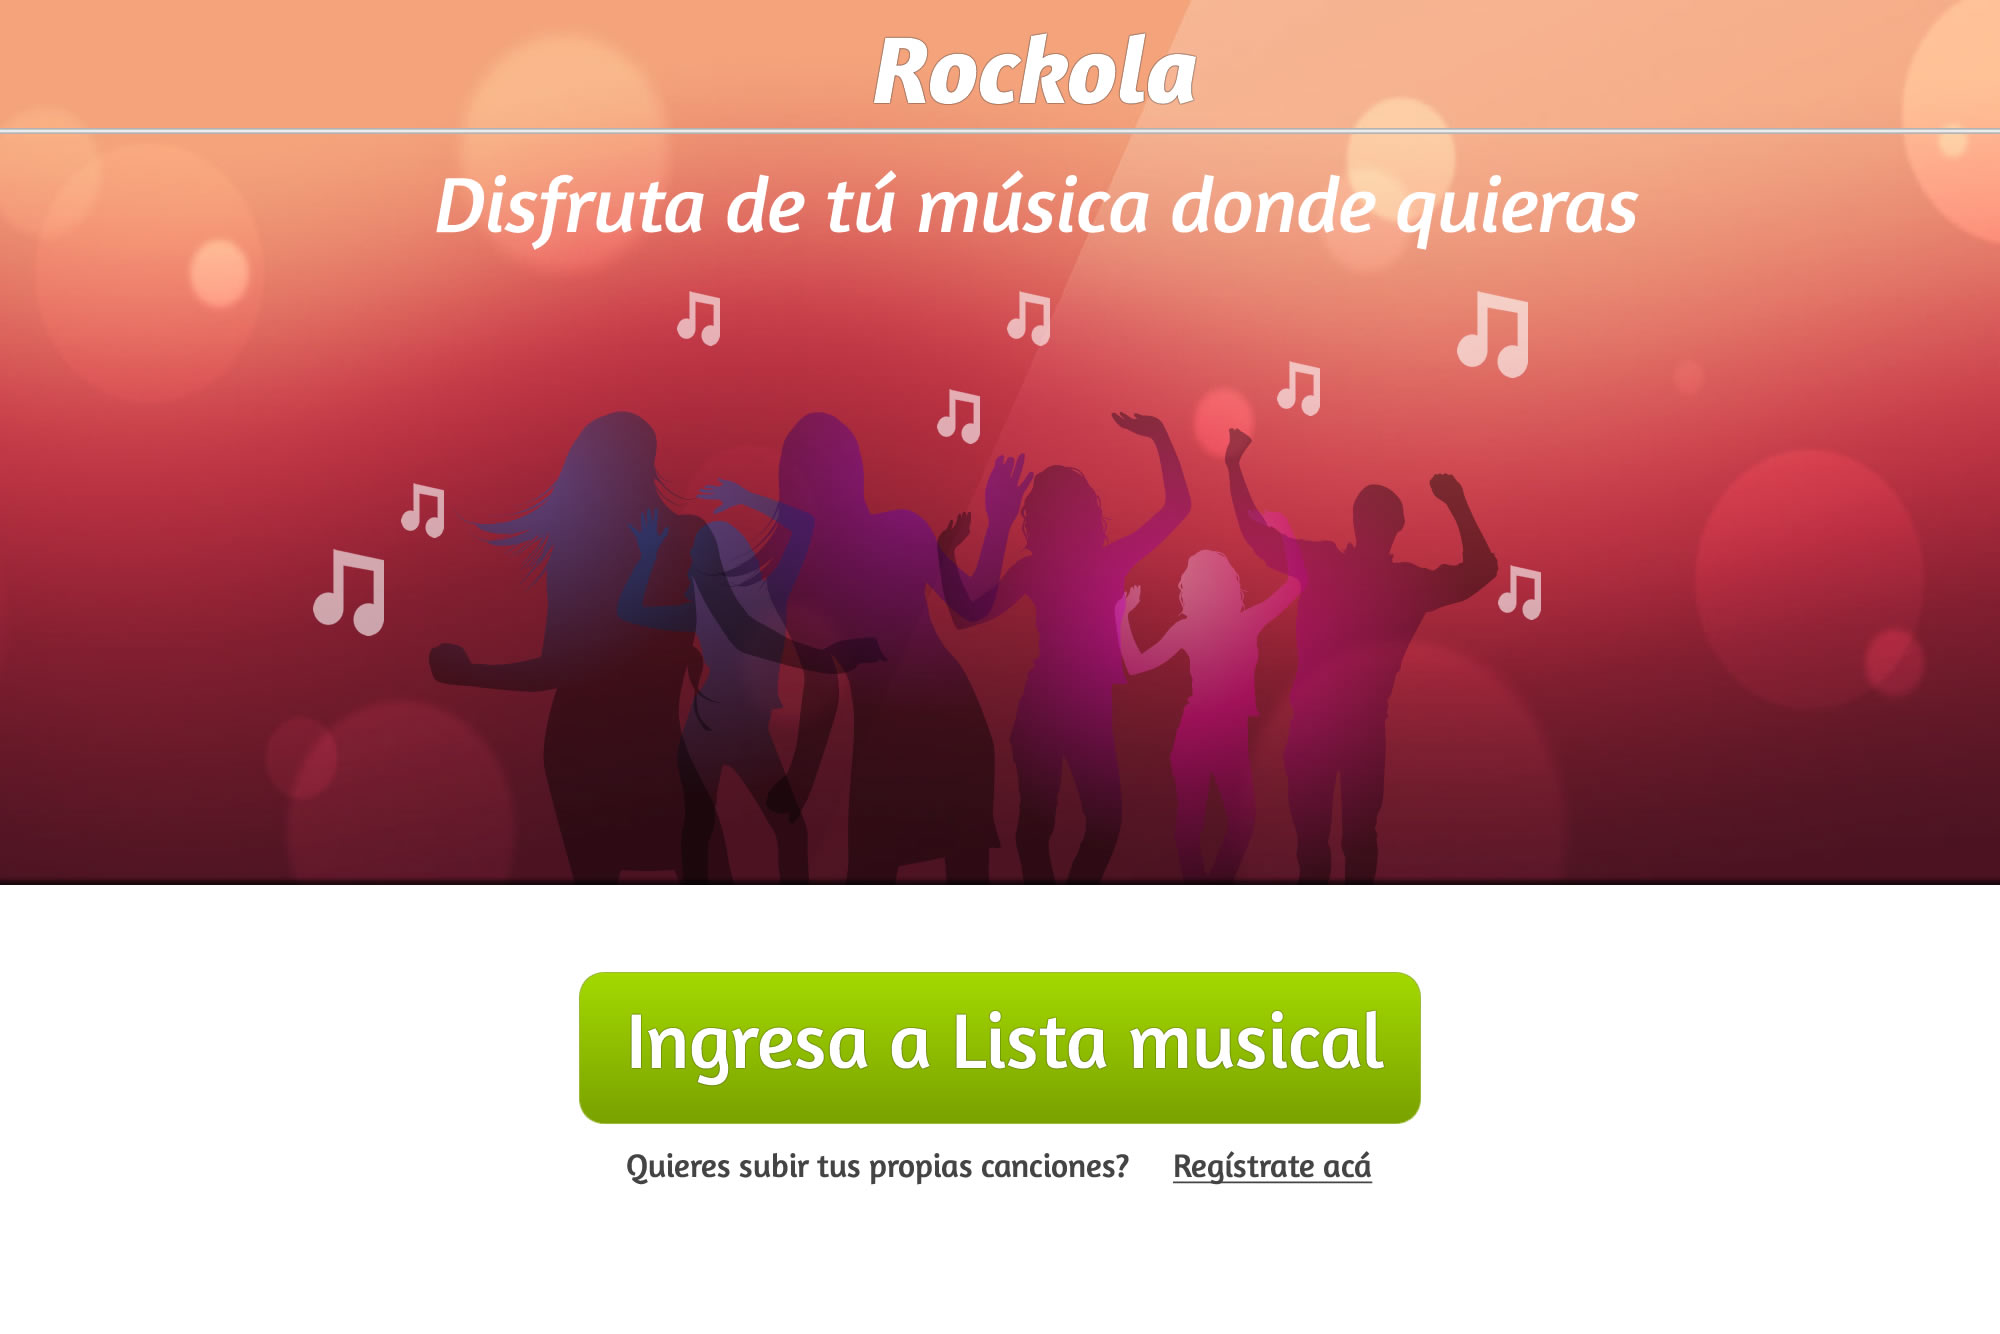 Rockola
Disfruta de tú música donde quieras
Ingresa a Lista musical
Quieres subir tus propias canciones? Regístrate acá